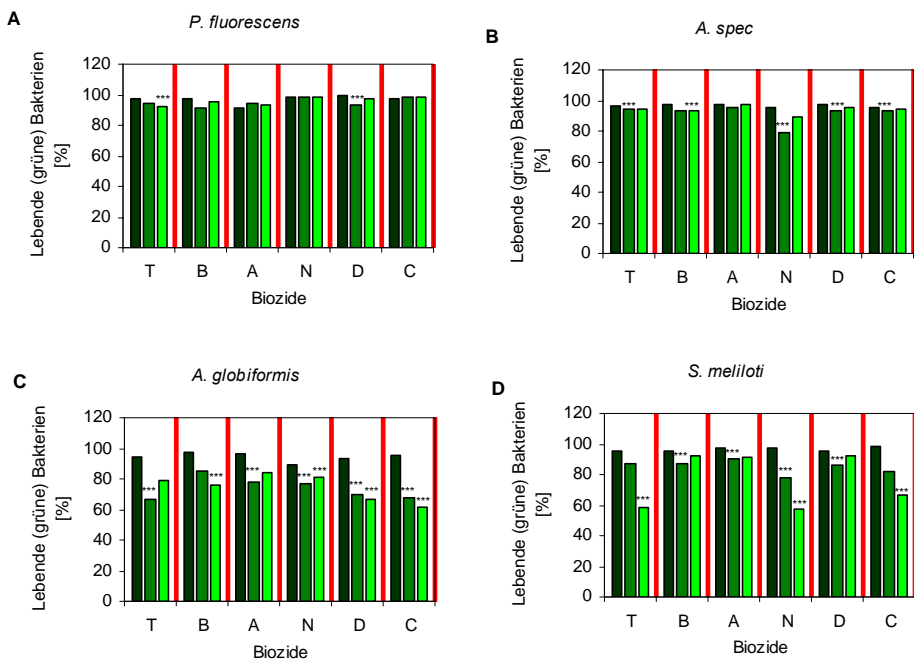 A
P. fluorescens
Lebende (grüne) Bakterien
[%]
120
100
80
60
40
20
0
***
***
T B A N D C
Biozide
B
A. spec
Lebende (grüne) Bakterien
[%]
120
100
80
60
40
20
0
*** *** *** *** ***
T B A N D C
Biozide
C
A. globiformis
Lebende (grüne) Bakterien
[%]
120
100
80
60
40
20
0
*** *** *** *** *** *** *** *** ***
T B A N D C
Biozide
D
S. meliloti
Lebende (grüne) Bakterien
[%]
120
100
80
60
40
20
0
*** *** *** *** *** *** ***
T B A N D C
Biozide